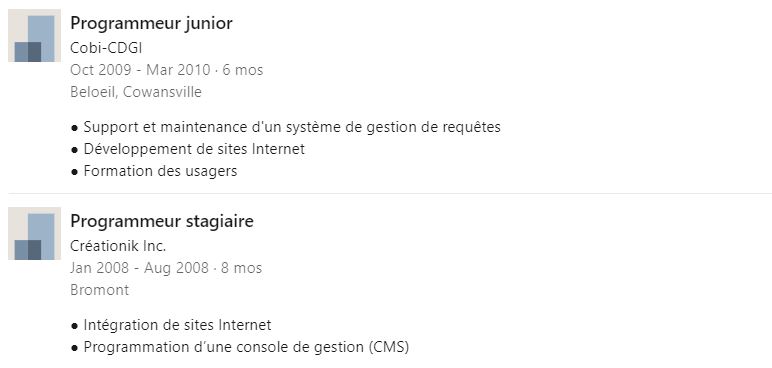 Programmeur junior
Cobi-CDGI
Oct 2009 - Mar 2010 · 6 mos
Beloeil, Cowansville
● Support et maintenance d'un système de gestion de requêtes
● Développement de sites Internet
● Formation des usagers
Programmeur stagiaire
Créationik Inc.
Jan 2008 - Aug 2008 · 8 mos
Bromont
● Intégration de sites Internet
● Programmation d’une console de gestion (CMS)